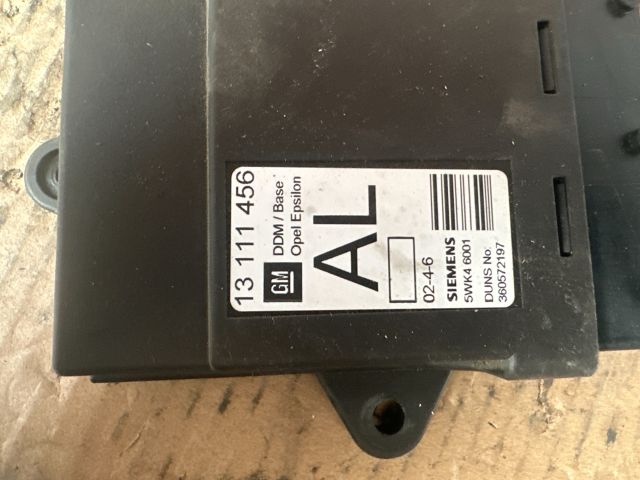 13 111 456
GM
DDM / Base
Opel Epsilon
AL
02-4-6
SIEMENS
5WK4 6001
DUNS No:
360572197